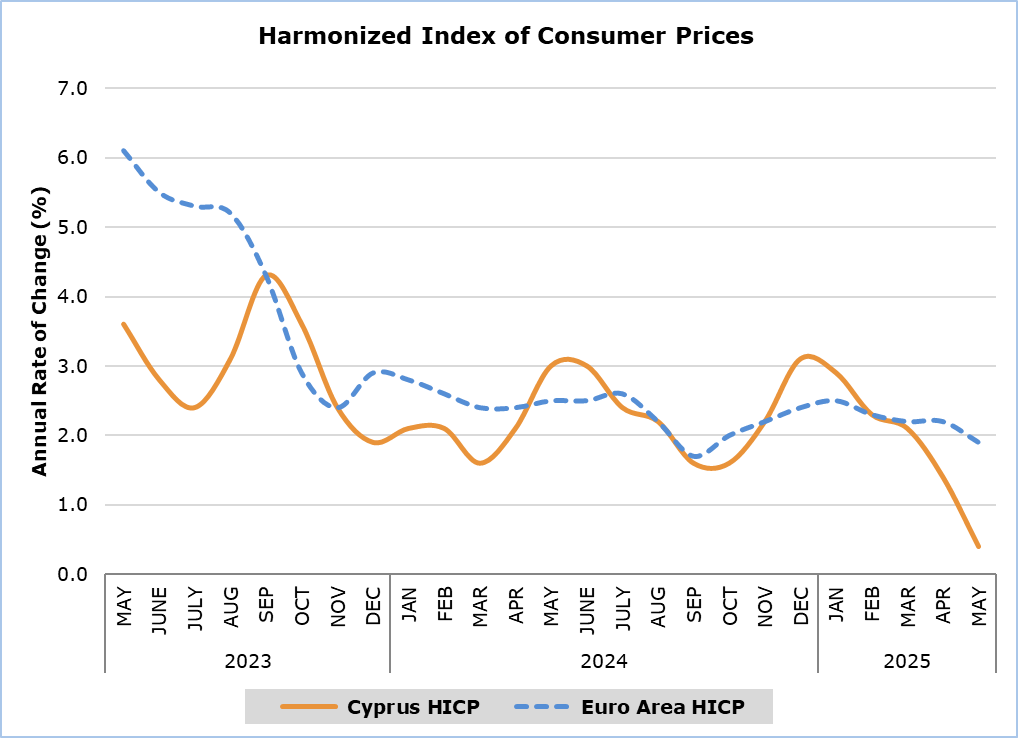 Harmonized Index of Consumer Prices
Annual Rate of Change (%)
7.0
6.0
5.0
4.0
3.0
2.0
1.0
0.0
MAY JUNE JULY AUG SEP OCT NOV DEC JAN FEB MAR APR MAY JUNE JULY AUG SEP OCT NOV DEC JAN FEB MAR APR MAY
2023 2024 2025
Cyprus HICP Euro Area HICP